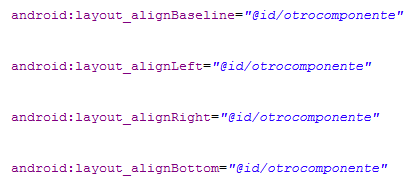 android:layout_alignBaseline="@id/otrocomponente"
android:layout_alignLeft="@id/otrocomponente"
android:layout_alignRight="@id/otrocomponente"
android:layout_alignBottom="@id/otrocomponente"